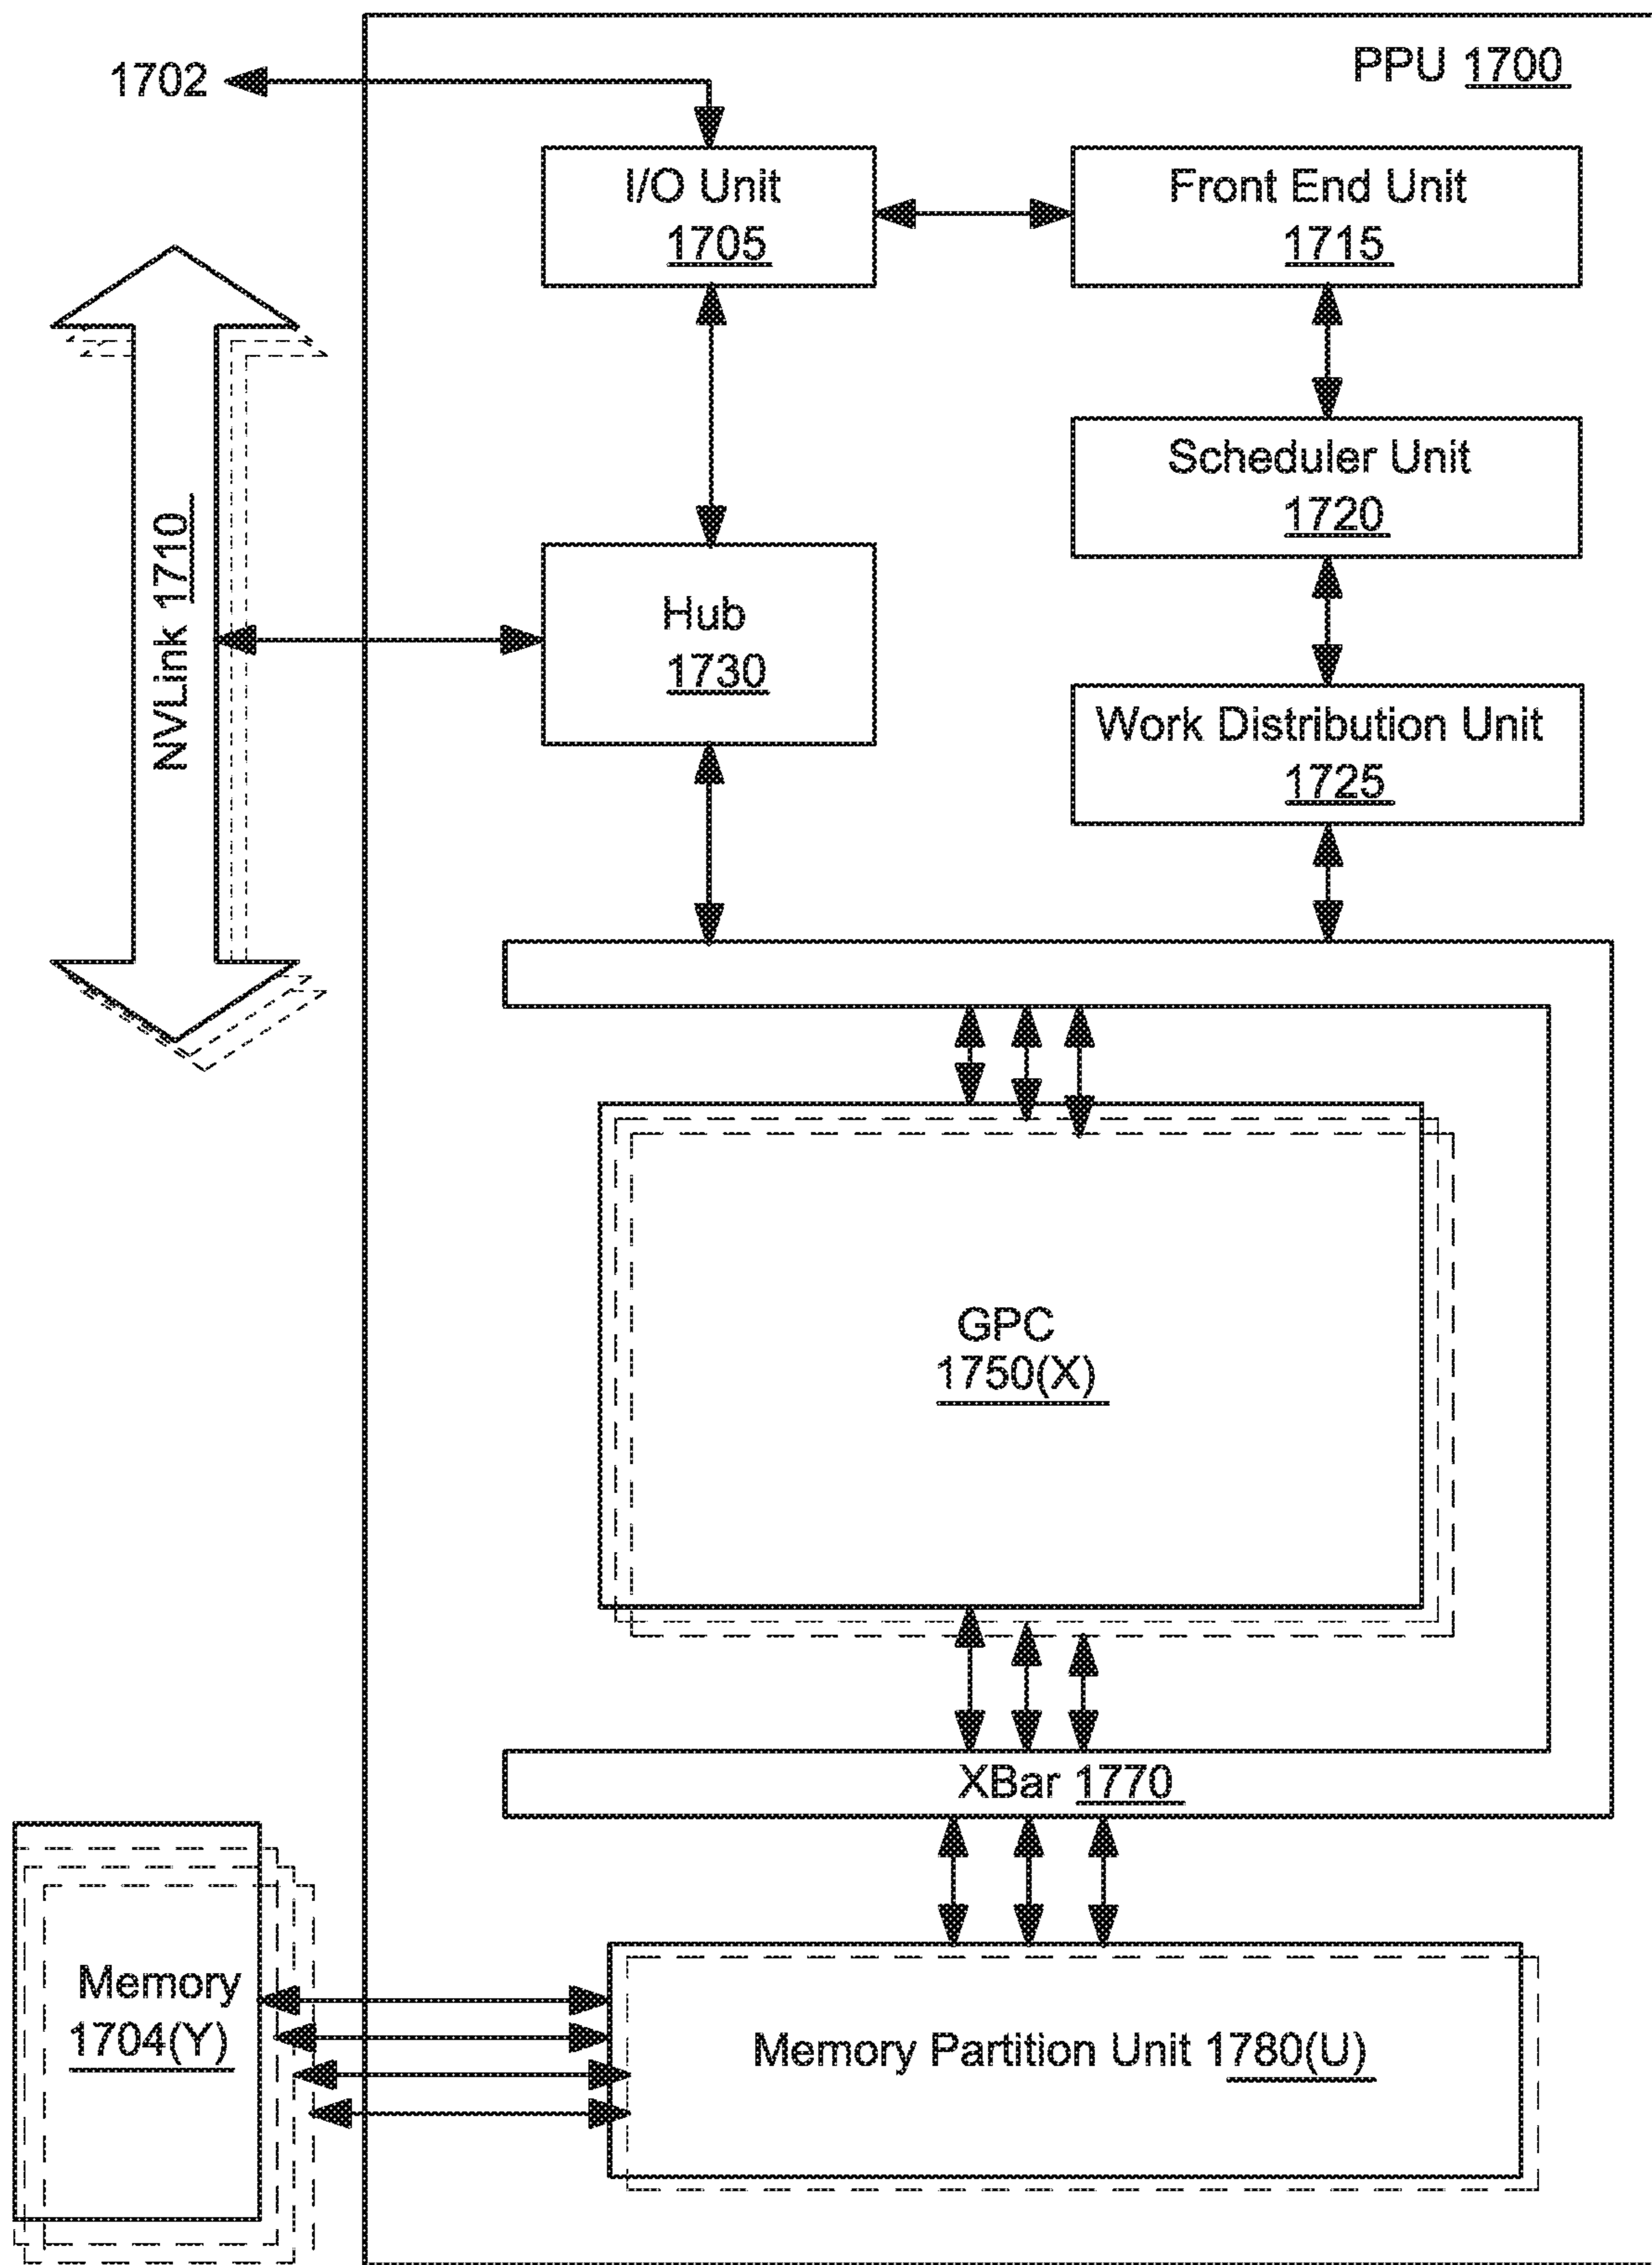 PPU 1700
1702
I/O Unit
1705
Front End Unit
1715
Scheduler Unit
1720
NVLink 1710
Hub
1730
Work Distribution Unit
1725
GPC
1750(X)
XBar 1770
Memory
1704(Y)
Memory Partition Unit 1780(U)